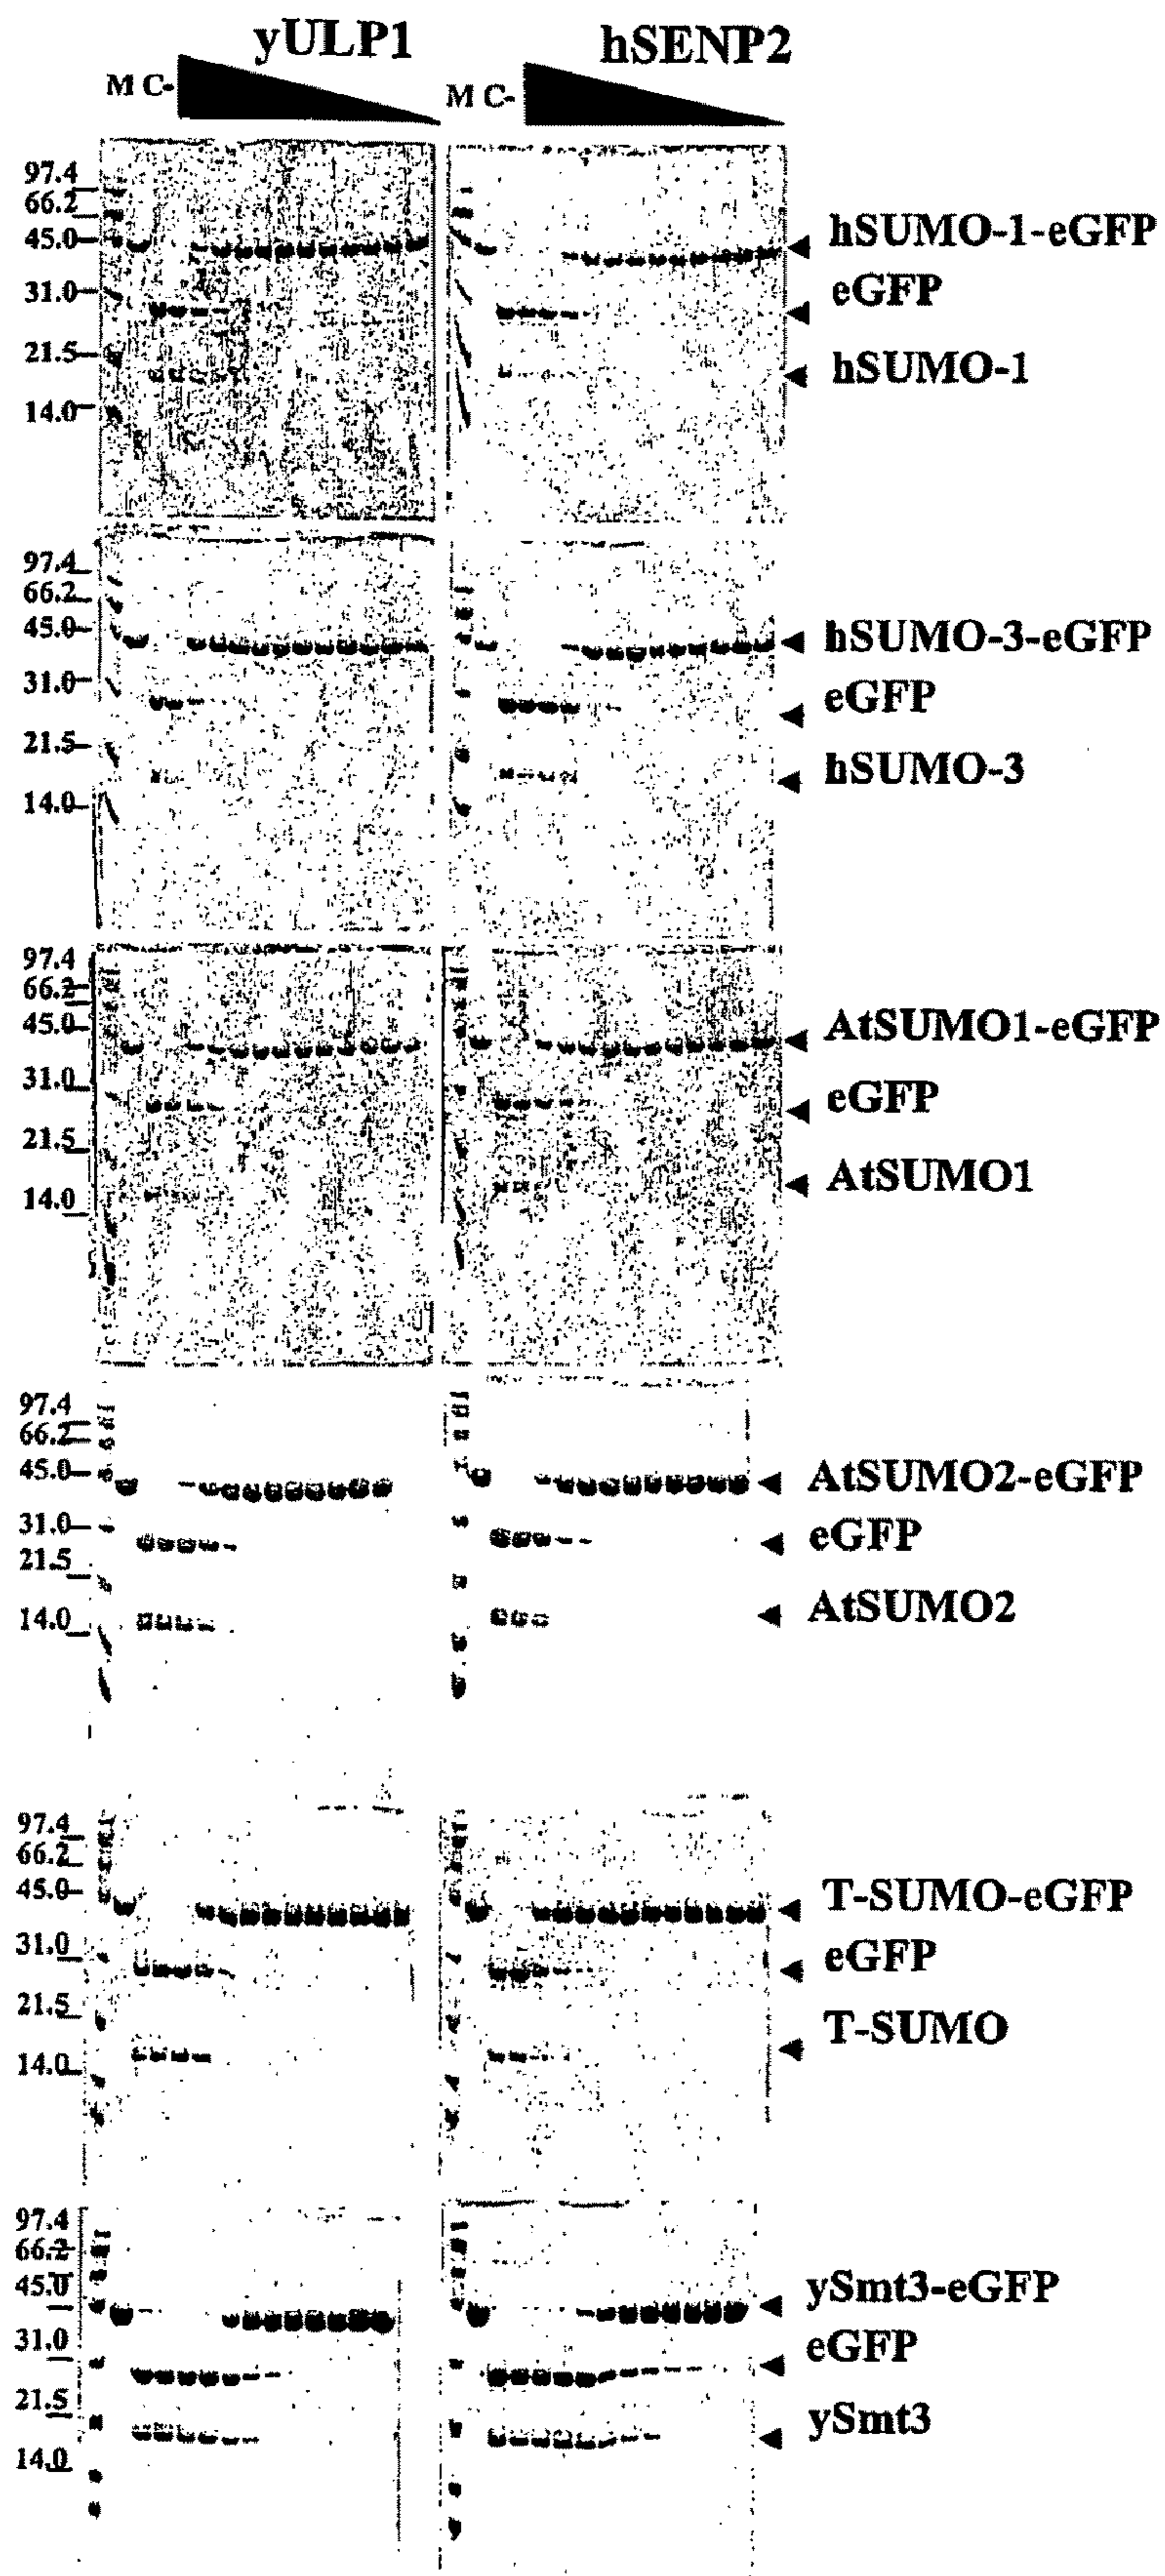 yULP1 hSENP2
M C- M C-
97.4
66.2
45.0 hSUMO-1-eGFP
31.0 eGFP
21.5 hSUMO-1
14.0
97.4
66.2
45.0 hSUMO-3-eGFP
31.0 eGFP
21.5 hSUMO-3
14.0
97.4
66.2
45.0 AtSUMO1-eGFP
31.0 eGFP
21.5 AtSUMO1
14.0
97.4
66.2
45.0 AtSUMO2-eGFP
31.0 eGFP
21.5
14.0 AtSUMO2
97.4
66.2
45.0 T-SUMO-eGFP
31.0 eGFP
21.5 T-SUMO
14.0
97.4
66.2
45.0 ySmt3-eGFP
31.0 eGFP
21.5 ySmt3
14.0